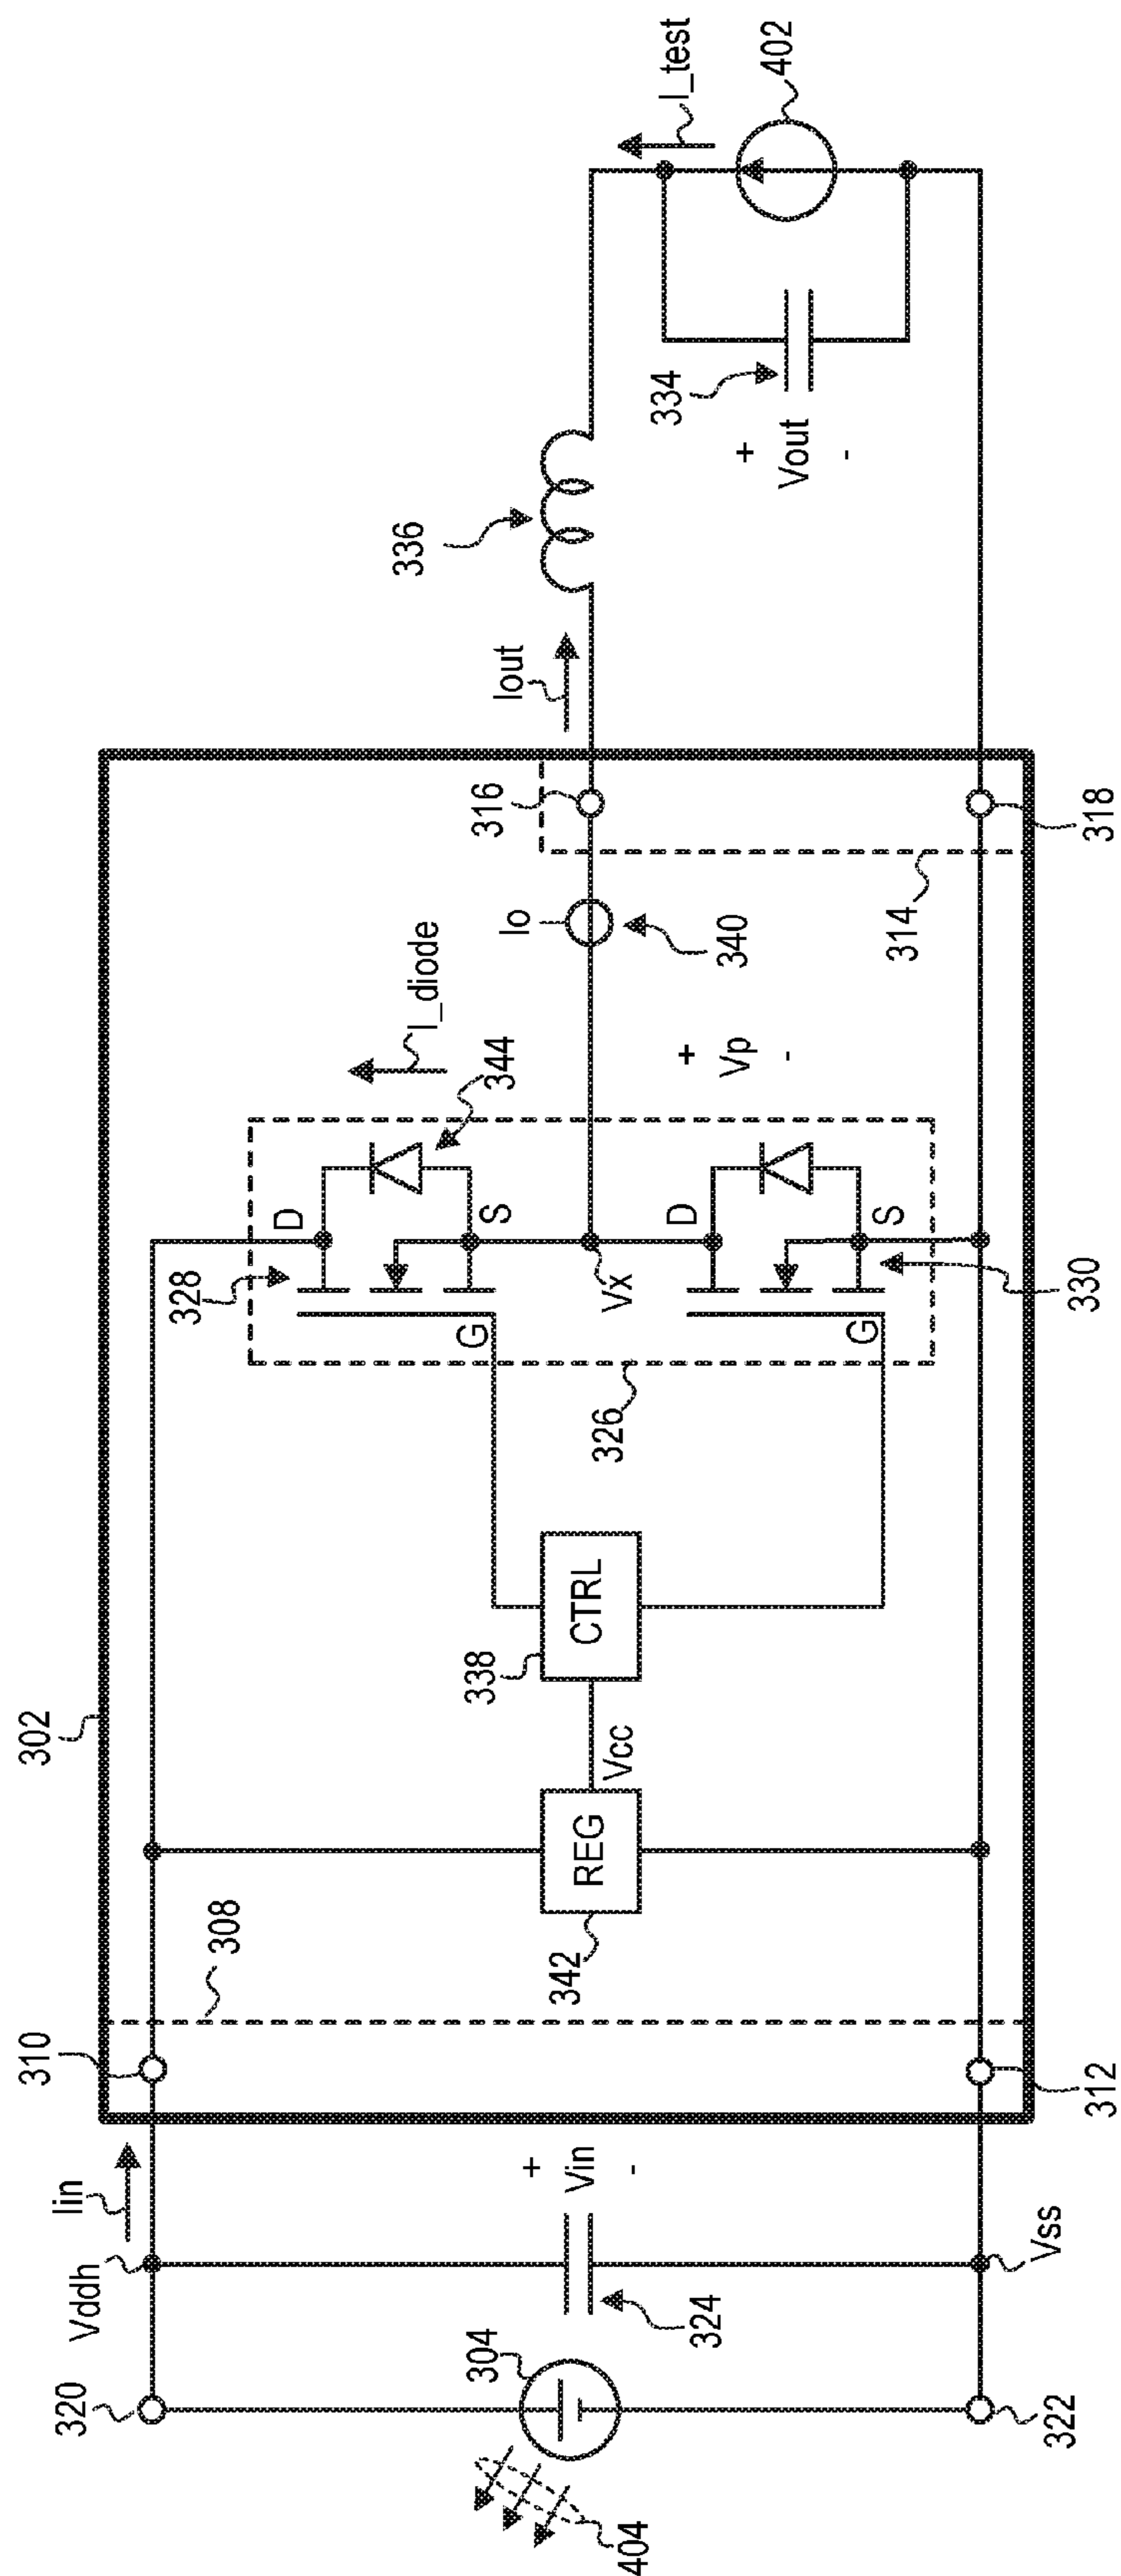 320
Vddh
Iin
310
308
302
328
D
I_diode
344
S
G
304
404
324
+
Vin
-
342
REG
Vcc
338
CTRL
326
Vx
Io
340
316
Iout
336
I_test
402
D
+
Vp
-
G
S
330
334
+
Vout
-
322
Vss
312
314
318